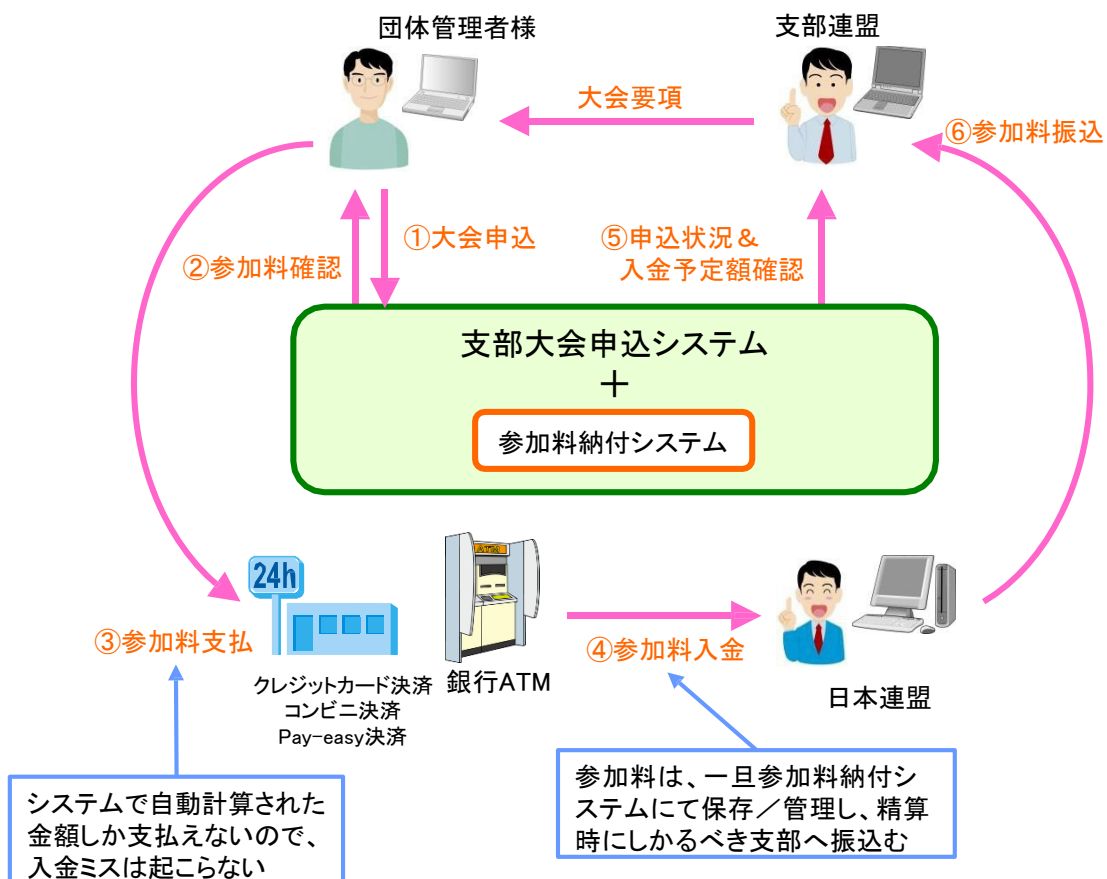 団体管理者様
支部連盟
大会要項
⑥参加料振込
①大会申込
②参加料確認
⑤申込状況＆
入金予定額確認
支部大会申込システム
＋
参加料納付システム
24h
ATM
③参加料支払
④参加料入金
クレジットカード決済
コンビニ決済
Pay-easy決済
銀行ATM
日本連盟
システムで自動計算された
金額しか支払えないので、
入金ミスは起こらない
参加料は、一旦参加料納付シ
ステムにて保存／管理し、精算
時にしかるべき支部へ振込む